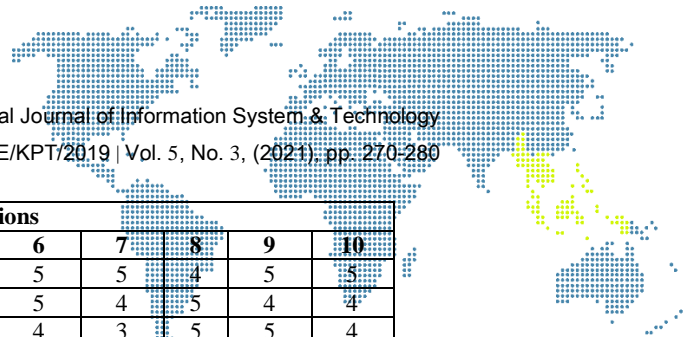 al Journal of Information System & Technology
E/KPT/2019 | Vol. 5, No. 3, (2021), pp. 270-280
ions
6 7 8 9 10
5 5 4 5 5
5 4 5 4 4
4 3 5 5 4